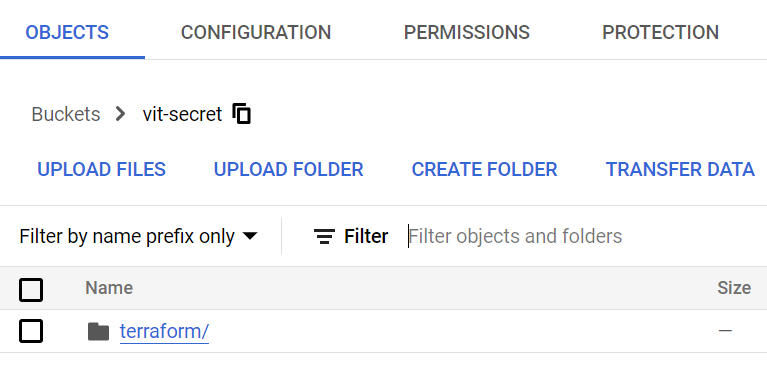 OBJECTS CONFIGURATION PERMISSIONS PROTECTION
Buckets > vit-secret
UPLOAD FILES UPLOAD FOLDER CREATE FOLDER TRANSFER DATA
Filter by name prefix only Filter Filter objects and folders
Name Size
terraform/ —